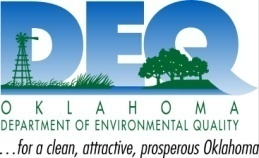 DEQ
OKLAHOMA
DEPARTMENT OF ENVIRONMENTAL QUALITY
...for a clean, attractive, prosperous Oklahoma